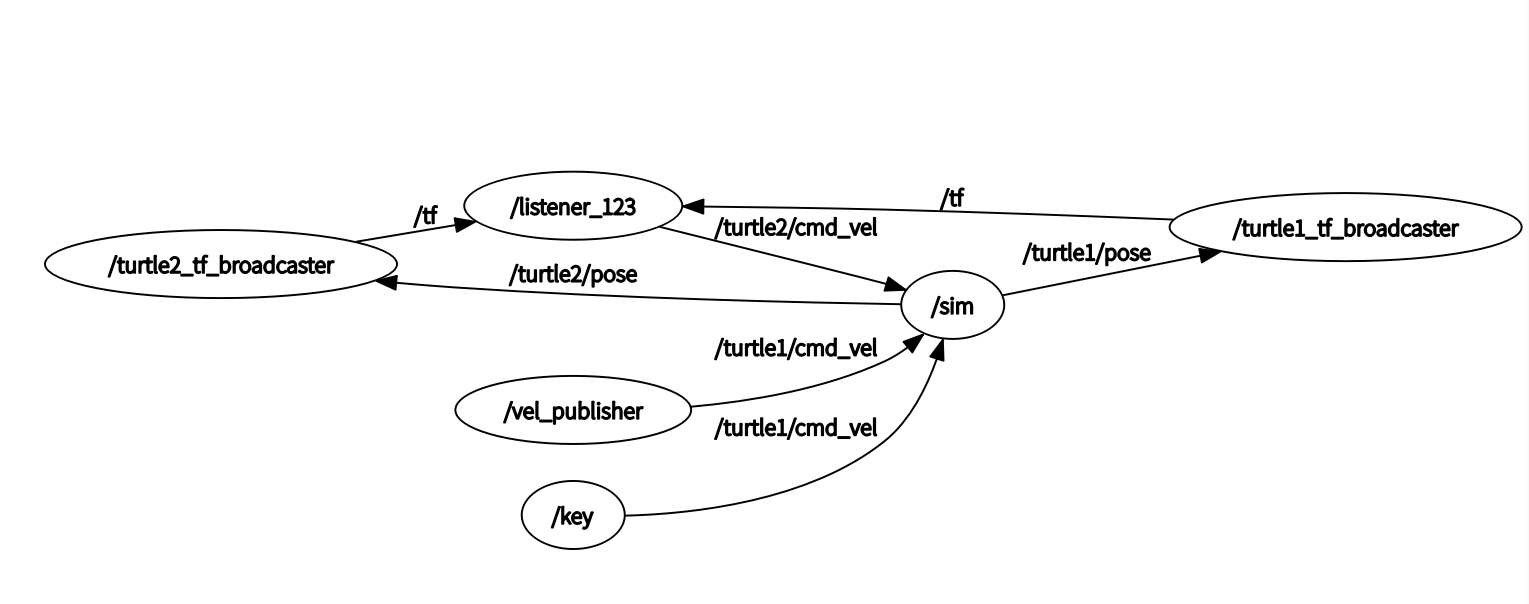 /tf
/listener_123
/tf
/turtle2/cmd_vel
/turtle1_tf_broadcaster
/turtle2_tf_broadcaster
/turtle1/pose
/turtle2/pose
/sim
/turtle1/cmd_vel
/vel_publisher
/turtle1/cmd_vel
/key